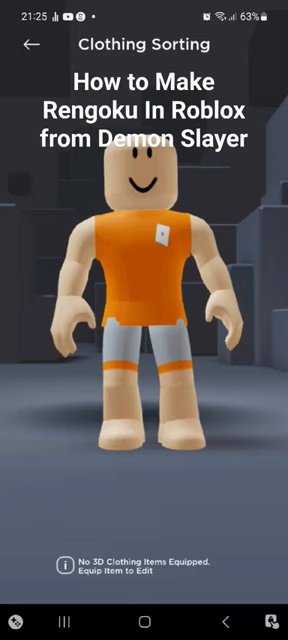 21:25
63%
Clothing Sorting
How to Make
Rengoku In Roblox
from Demon Slayer
No 3D Clothing Items Equipped.
Equip Item to Edit